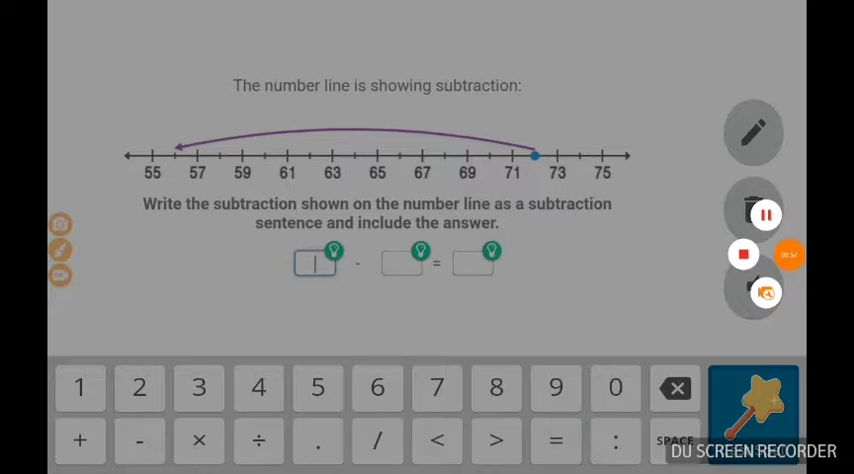 The number line is showing subtraction:
55 57 59 61 63 65 67 69 71 73 75
Write the subtraction shown on the number line as a subtraction
sentence and include the answer.
- =
1 2 3 4 5 6 7 8 9 0
+ - × ÷ . / < > = : SPACE
DU SCREEN RECORDER